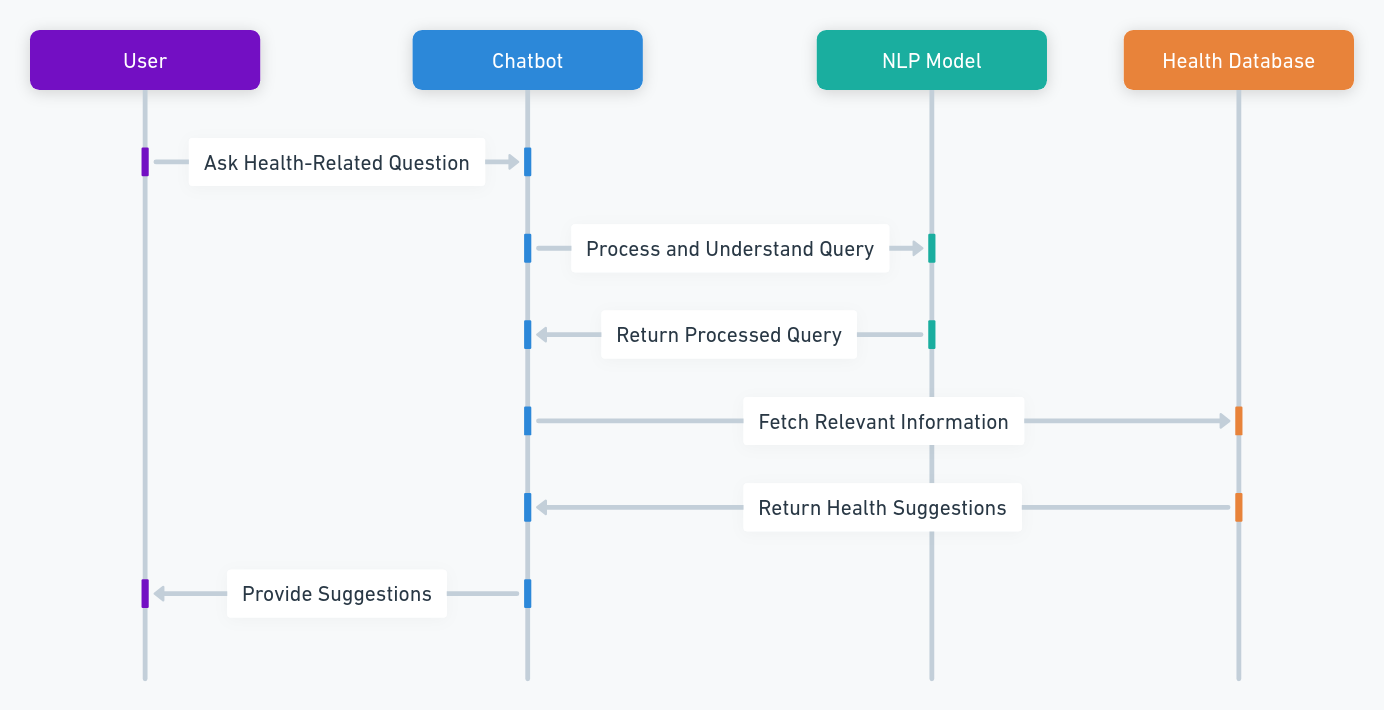 User
Chatbot
NLP Model
Health Database
Ask Health-Related Question
Process and Understand Query
Return Processed Query
Fetch Relevant Information
Return Health Suggestions
Provide Suggestions